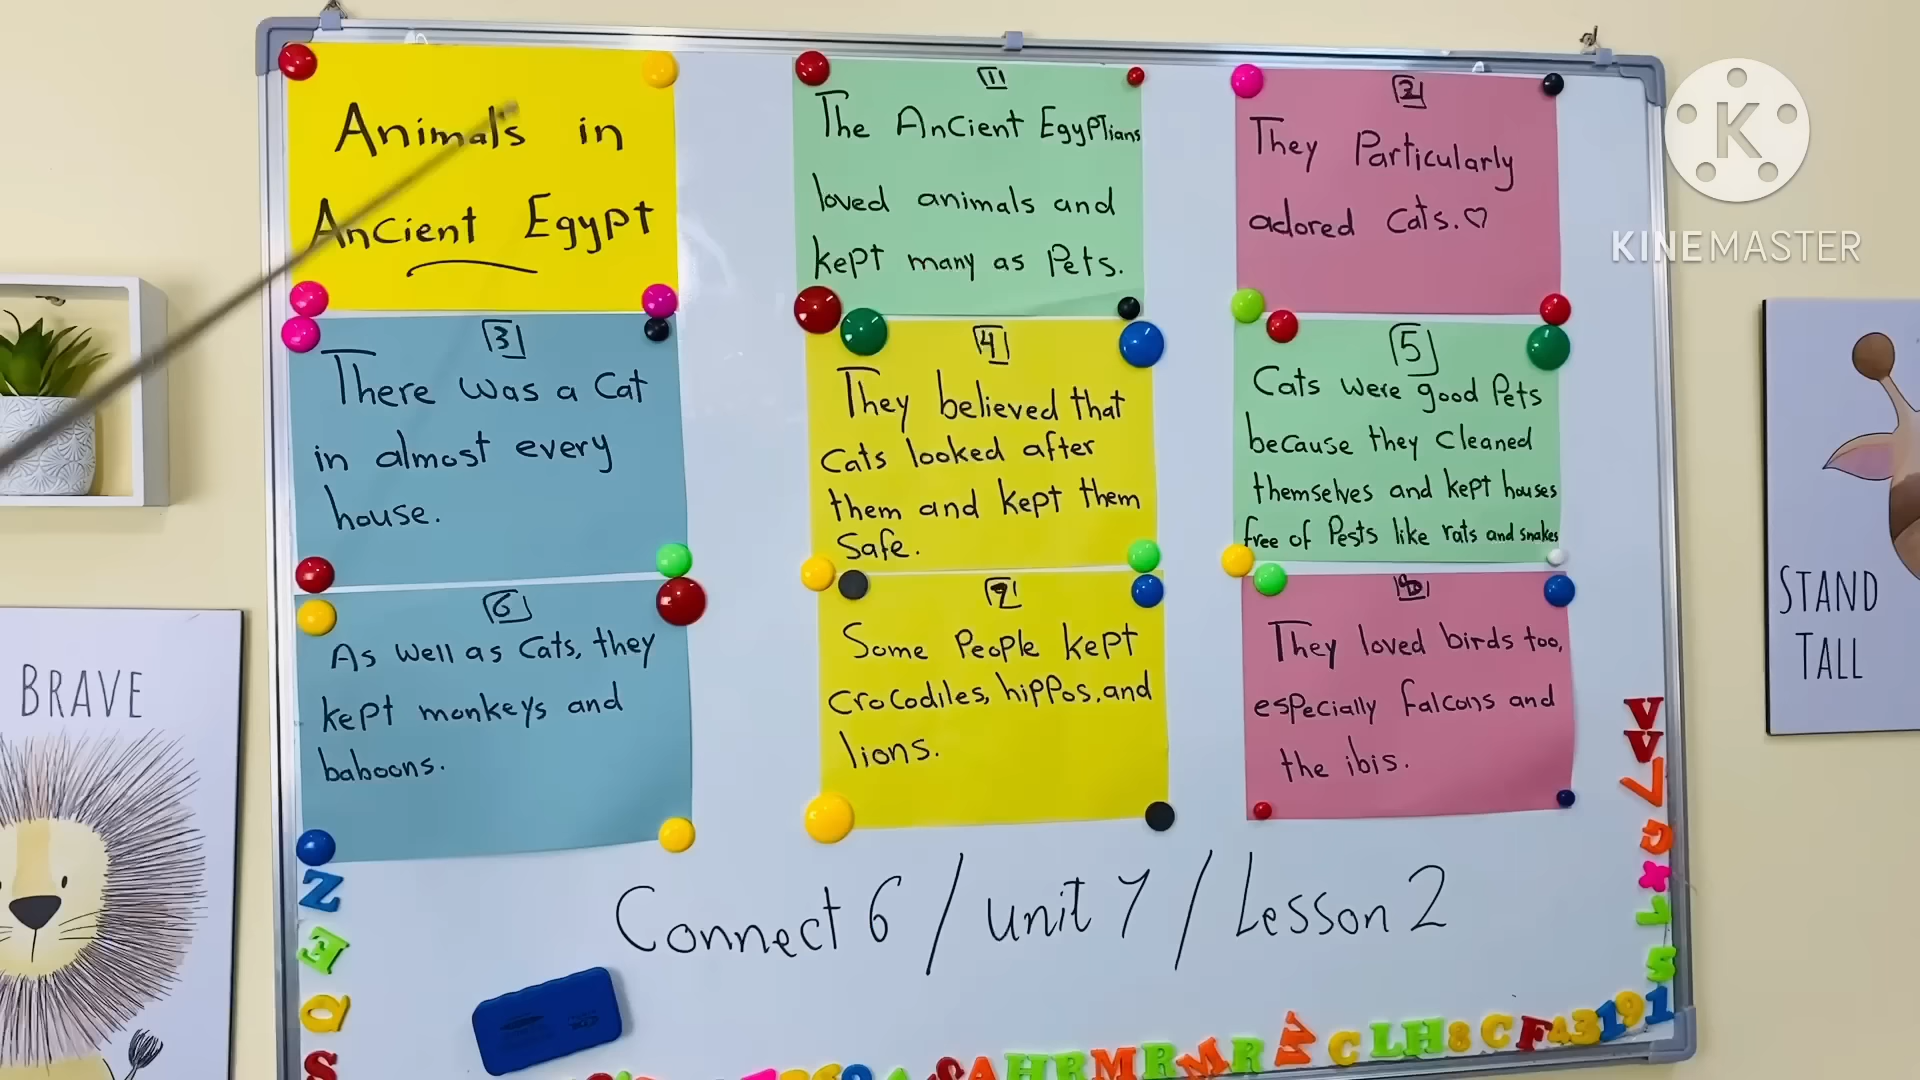 Animals in
Ancient Egypt
1
The Ancient Egyptians
loved animals and
kept many as Pets.
2
They Particularly
adored cats.♡
3
There was a cat
in almost every
house.
4
They believed that
cats looked after
them and kept them
safe.
5
Cats were good Pets
because they cleaned
themselves and kept houses
free of Pests like rats and snakes
6
As well as cats, they
kept monkeys and
baboons.
7
Some People kept
crocodiles, hippos, and
lions.
8
They loved birds too,
especially falcons and
the ibis.
Connect 6 / unit 7 / Lesson 2
BRAVE
STAND
TALL
K
KINEMASTER